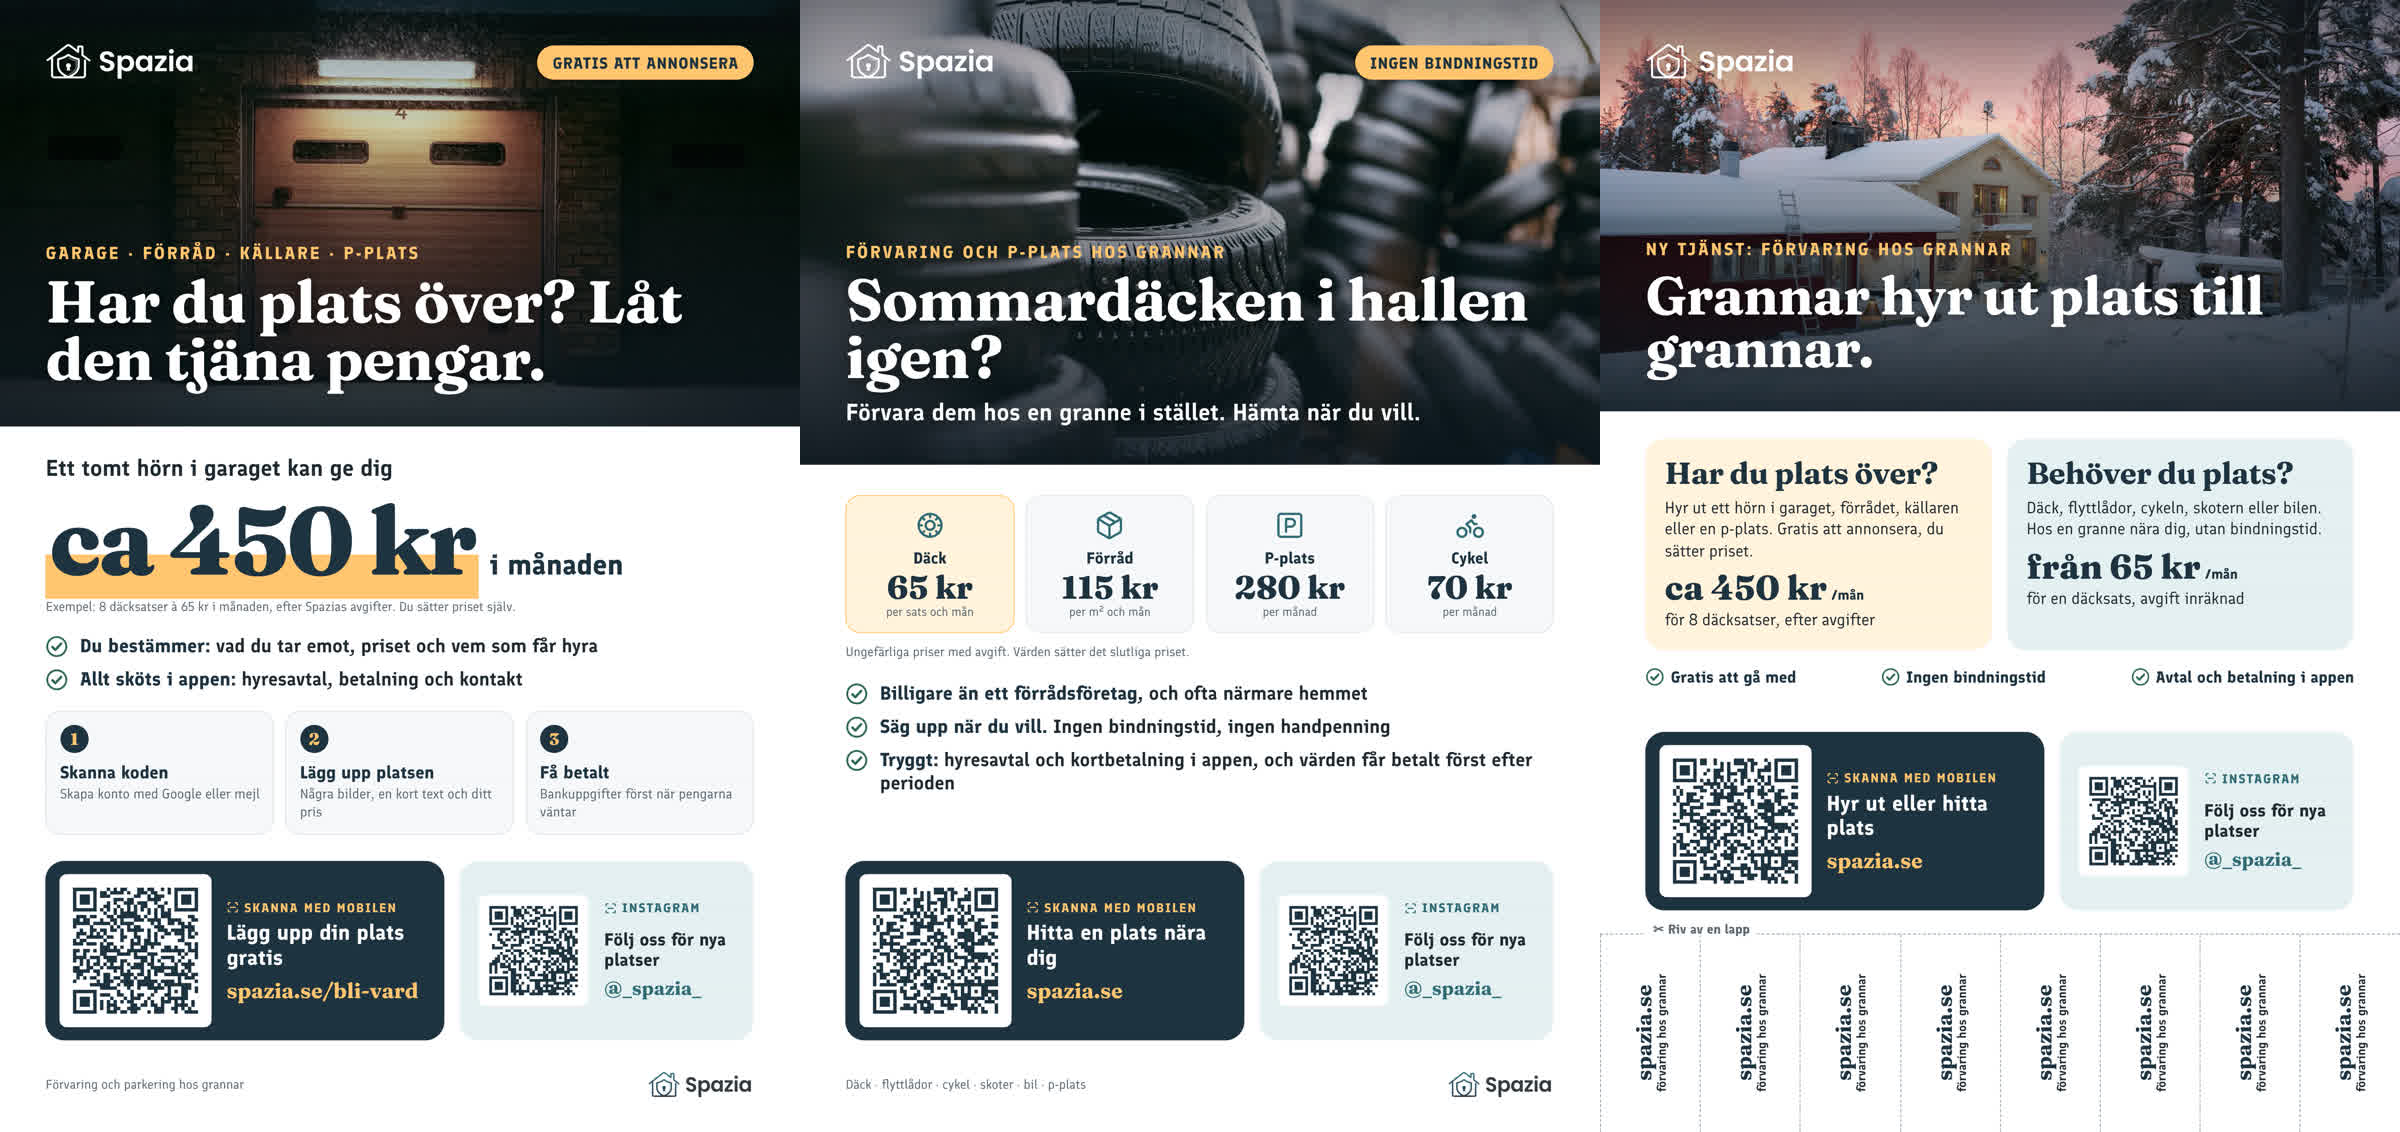 Spazia
GRATIS ATT ANNONSERA
4
GARAGE · FÖRRÅD · KÄLLARE · P-PLATS
Har du plats över? Låt
den tjäna pengar.
Ett tomt hörn i garaget kan ge dig
ca 450 kr i månaden
Exempel: 8 däcksatser à 65 kr i månaden, efter Spazias avgifter. Du sätter priset själv.
Du bestämmer: vad du tar emot, priset och vem som får hyra
Allt sköts i appen: hyresavtal, betalning och kontakt
1
Skanna koden
Skapa konto med Google eller mejl
2
Lägg upp platsen
Några bilder, en kort text och ditt
pris
3
Få betalt
Bankuppgifter först när pengarna
väntar
SKANNA MED MOBILEN
Lägg upp din plats
gratis
spazia.se/bli-vard
INSTAGRAM
Följ oss för nya
platser
@_spazia_
Förvaring och parkering hos grannar
Spazia
Spazia
INGEN BINDNINGSTID
FÖRVARING OCH P-PLATS HOS GRANNAR
Sommardäcken i hallen
igen?
Förvara dem hos en granne i stället. Hämta när du vill.
Däck
65 kr
per sats och mån
Förråd
115 kr
per m² och mån
P
P-plats
280 kr
per månad
Cykel
70 kr
per månad
Ungefärliga priser med avgift. Värden sätter det slutliga priset.
Billigare än ett förrådsföretag, och ofta närmare hemmet
Säg upp när du vill. Ingen bindningstid, ingen handpenning
Tryggt: hyresavtal och kortbetalning i appen, och värden får betalt först efter
perioden
SKANNA MED MOBILEN
Hitta en plats nära
dig
spazia.se
INSTAGRAM
Följ oss för nya
platser
@_spazia_
Däck · flyttlådor · cykel · skoter · bil · p-plats
Spazia
Spazia
NY TJÄNST: FÖRVARING HOS GRANNAR
Grannar hyr ut plats till
grannar.
Har du plats över?
Hyr ut ett hörn i garaget, förrådet, källaren
eller en p-plats. Gratis att annonsera, du
sätter priset.
ca 450 kr /mån
för 8 däcksatser, efter avgifter
Behöver du plats?
Däck, flyttlådor, cykeln, skotern eller bilen.
Hos en granne nära dig, utan bindningstid.
från 65 kr /mån
för en däcksats, avgift inräknad
Gratis att gå med
Ingen bindningstid
Avtal och betalning i appen
SKANNA MED MOBILEN
Hyr ut eller hitta
plats
spazia.se
INSTAGRAM
Följ oss för nya
platser
@_spazia_
Riv av en lapp
spazia.se
förvaring hos grannar
spazia.se
förvaring hos grannar
spazia.se
förvaring hos grannar
spazia.se
förvaring hos grannar
spazia.se
förvaring hos grannar
spazia.se
förvaring hos grannar
spazia.se
förvaring hos grannar
spazia.se
förvaring hos grannar